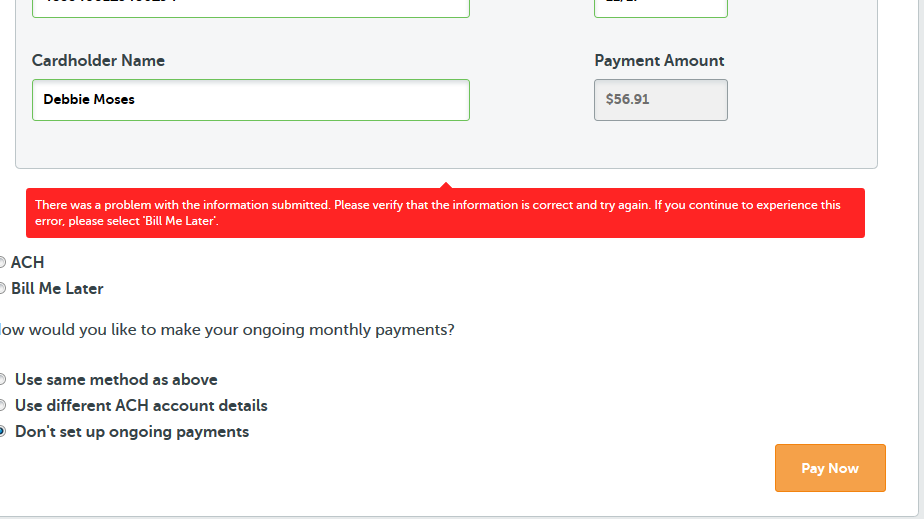 Cardholder Name
Payment Amount
Debbie Moses
$56.91
There was a problem with the information submitted. Please verify that the information is correct and try again. If you continue to experience this
error, please select 'Bill Me Later'.
ACH
Bill Me Later
ow would you like to make your ongoing monthly payments?
Use same method as above
Use different ACH account details
Don't set up ongoing payments
Pay Now